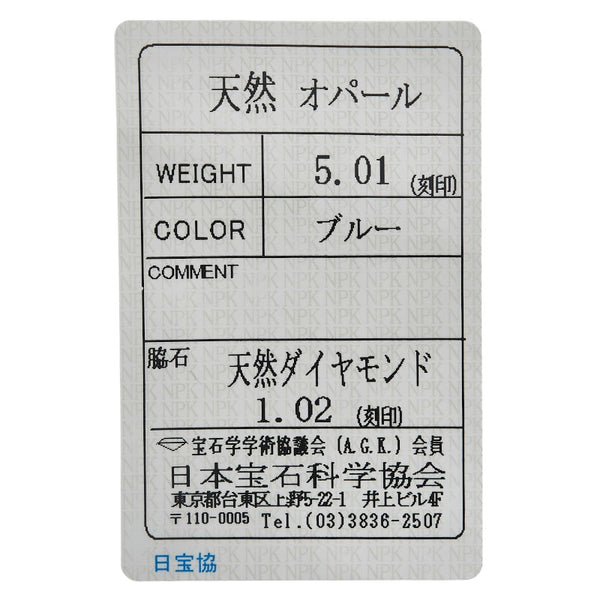 天然 オパール
WEIGHT 5.01 (刻印)
COLOR ブルー
COMMENT
脇石 天然ダイヤモンド
1.02 (刻印)
宝石学学術協議会 (A.G.K.) 会員
日本宝石科学協会
東京都台東区上野5-22-1 井上ビル4F
〒110-0005 Tel.(03)3836-2507
日宝協